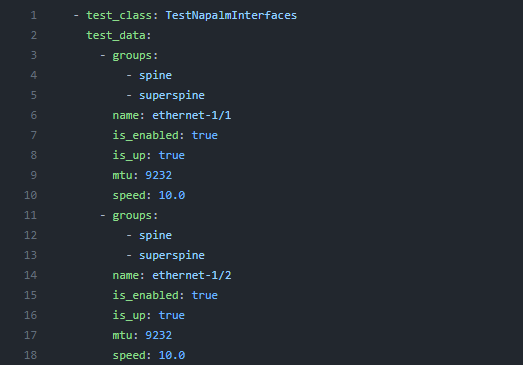 1 - test_class: TestNapalmInterfaces
2 test_data:
3 - groups:
4 - spine
5 - superspine
6 name: ethernet-1/1
7 is_enabled: true
8 is_up: true
9 mtu: 9232
10 speed: 10.0
11 - groups:
12 - spine
13 - superspine
14 name: ethernet-1/2
15 is_enabled: true
16 is_up: true
17 mtu: 9232
18 speed: 10.0